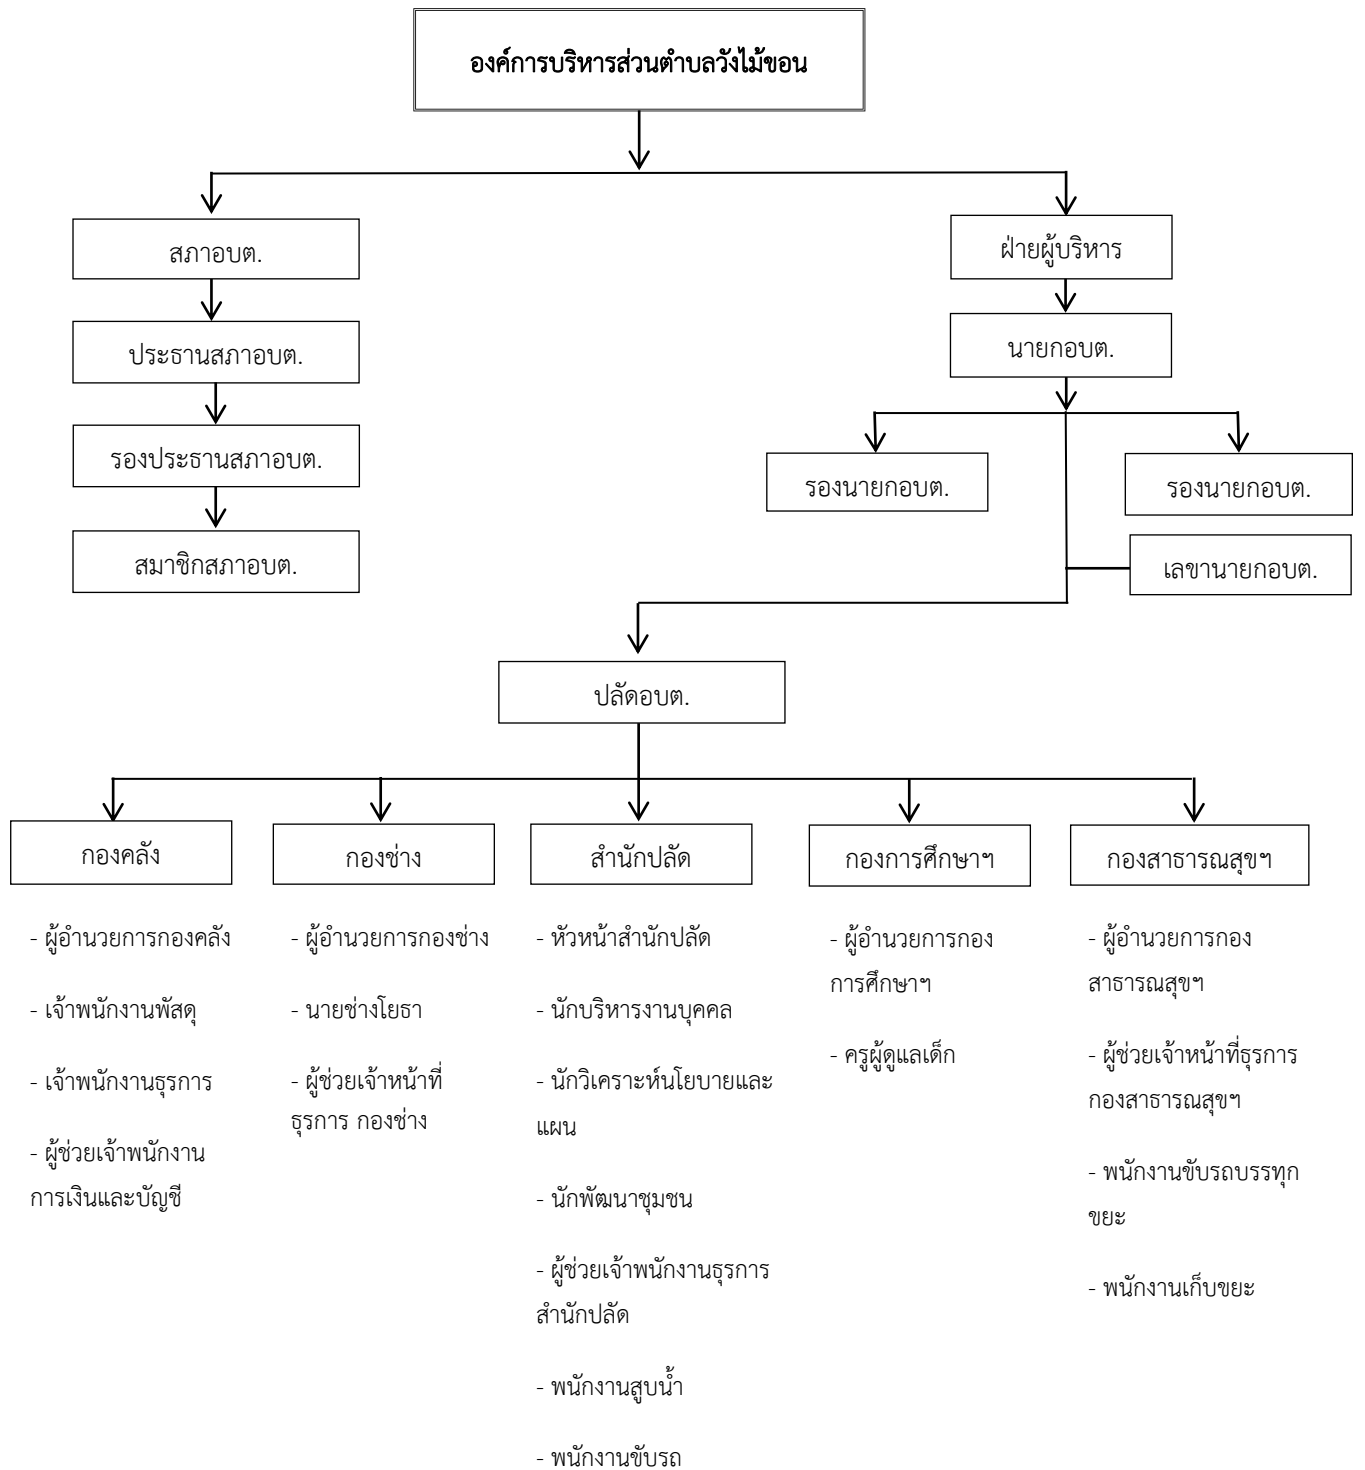 องค์การบริหารส่วนตำบลวังไม้ขอน
สภาอบต.
ประธานสภาอบต.
รองประธานสภาอบต.
สมาชิกสภาอบต.
ฝ่ายผู้บริหาร
นายกอบต.
รองนายกอบต.
รองนายกอบต.
เลขานายกอบต.
ปลัดอบต.
กองคลัง
- ผู้อำนวยการกองคลัง
- เจ้าพนักงานพัสดุ
- เจ้าพนักงานธุรการ
- ผู้ช่วยเจ้าพนักงาน
การเงินและบัญชี
กองช่าง
- ผู้อำนวยการกองช่าง
- นายช่างโยธา
- ผู้ช่วยเจ้าหน้าที่
ธุรการ กองช่าง
สำนักปลัด
- หัวหน้าสำนักปลัด
- นักบริหารงานบุคคล
- นักวิเคราะห์นโยบายและ
แผน
- นักพัฒนาชุมชน
- ผู้ช่วยเจ้าพนักงานธุรการ
สำนักปลัด
- พนักงานสูบน้ำ
- พนักงานขับรถ
กองการศึกษาฯ
- ผู้อำนวยการกอง
การศึกษาฯ
- ครูผู้ดูแลเด็ก
กองสาธารณสุขฯ
- ผู้อำนวยการกอง
สาธารณสุขฯ
- ผู้ช่วยเจ้าหน้าที่ธุรการ
กองสาธารณสุขฯ
- พนักงานขับรถบรรทุก
ขยะ
- พนักงานเก็บขยะ